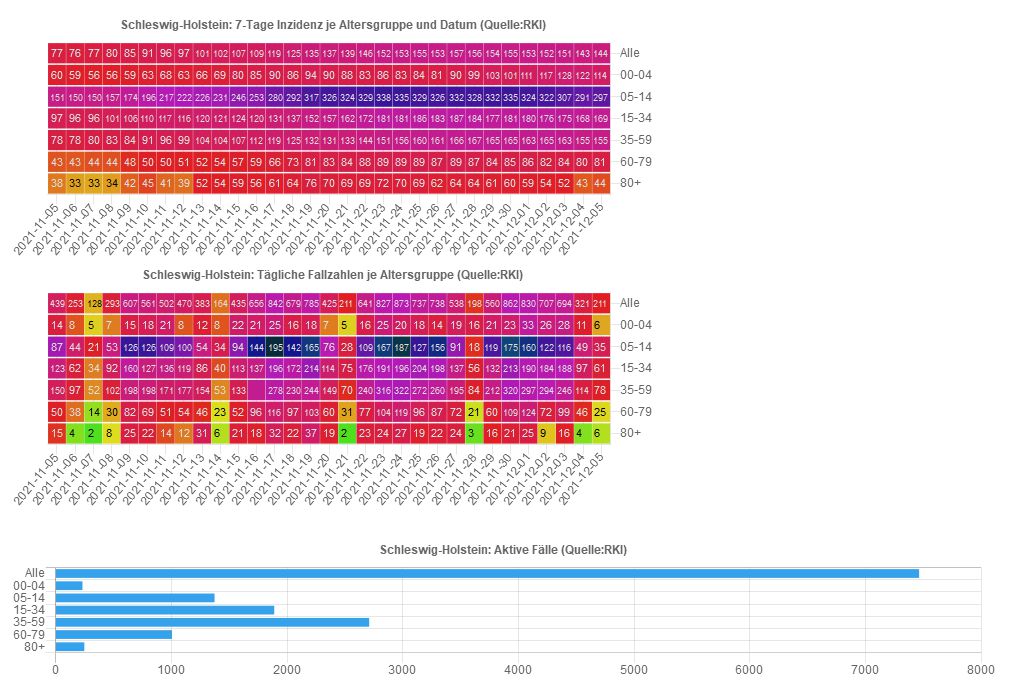 Schleswig-Holstein: 7-Tage Inzidenz je Altersgruppe und Datum (Quelle:RKI)
77 76 77 80 85 91 96 97 101 102 107 109 119 125 135 137 139 146 152 153 155 153 157 156 154 155 153 152 151 143 144 Alle
60 59 56 56 59 63 68 63 66 69 80 85 90 86 94 90 88 83 86 83 84 81 90 99 103 101 111 117 128 122 114 00-04
151 150 150 157 174 196 217 222 226 231 246 253 280 292 317 326 324 329 338 335 329 326 332 328 332 335 324 322 307 291 297 05-14
97 96 96 101 106 110 117 116 120 121 124 120 131 137 152 157 162 172 181 181 186 183 187 184 177 181 180 176 175 168 169 15-34
78 78 80 83 84 91 96 99 104 104 107 112 119 125 132 131 133 144 151 156 160 161 166 167 165 165 163 165 163 155 155 35-59
43 43 44 44 48 50 50 51 52 54 57 59 66 73 81 83 84 88 89 89 89 87 89 87 84 85 86 82 84 80 81 60-79
38 33 33 34 42 45 41 39 52 54 59 56 61 64 76 70 69 69 72 70 69 62 64 64 61 60 59 54 52 43 44 80+
2021-11-05 2021-11-06 2021-11-07 2021-11-08 2021-11-09 2021-11-10 2021-11-11 2021-11-12 2021-11-13 2021-11-14 2021-11-15 2021-11-16 2021-11-17 2021-11-18 2021-11-19 2021-11-20 2021-11-21 2021-11-22 2021-11-23 2021-11-24 2021-11-25 2021-11-26 2021-11-27 2021-11-28 2021-11-29 2021-11-30 2021-12-01 2021-12-02 2021-12-03 2021-12-04 2021-12-05
Schleswig-Holstein: Tägliche Fallzahlen je Altersgruppe (Quelle:RKI)
439 253 128 293 607 561 502 470 383 164 435 656 842 679 785 425 211 641 827 873 737 738 538 198 560 862 830 707 694 321 211 Alle
14 8 5 7 15 18 21 8 12 8 22 21 25 16 18 7 5 16 25 20 18 14 19 16 21 23 33 26 28 11 6 00-04
87 44 21 53 126 126 109 100 54 34 94 144 195 142 165 76 28 109 167 187 127 156 91 18 119 175 160 122 116 49 35 05-14
123 62 34 92 160 127 136 119 86 40 113 137 196 172 214 114 75 176 191 196 204 198 137 56 132 213 190 184 188 97 61 15-34
150 97 52 102 198 198 171 177 154 53 133 278 230 244 149 70 240 316 322 272 260 195 84 212 320 297 294 246 114 78 35-59
50 38 14 30 82 69 51 54 46 23 52 96 116 97 103 60 31 77 104 119 96 87 72 21 60 109 124 72 99 46 25 60-79
15 4 2 8 25 22 14 12 31 6 21 18 32 22 37 19 2 23 24 27 19 22 24 3 16 21 25 9 16 4 6 80+
2021-11-05 2021-11-06 2021-11-07 2021-11-08 2021-11-09 2021-11-10 2021-11-11 2021-11-12 2021-11-13 2021-11-14 2021-11-15 2021-11-16 2021-11-17 2021-11-18 2021-11-19 2021-11-20 2021-11-21 2021-11-22 2021-11-23 2021-11-24 2021-11-25 2021-11-26 2021-11-27 2021-11-28 2021-11-29 2021-11-30 2021-12-01 2021-12-02 2021-12-03 2021-12-04 2021-12-05
Schleswig-Holstein: Aktive Fälle (Quelle:RKI)
Alle
00-04
05-14
15-34
35-59
60-79
80+
0 1000 2000 3000 4000 5000 6000 7000 8000